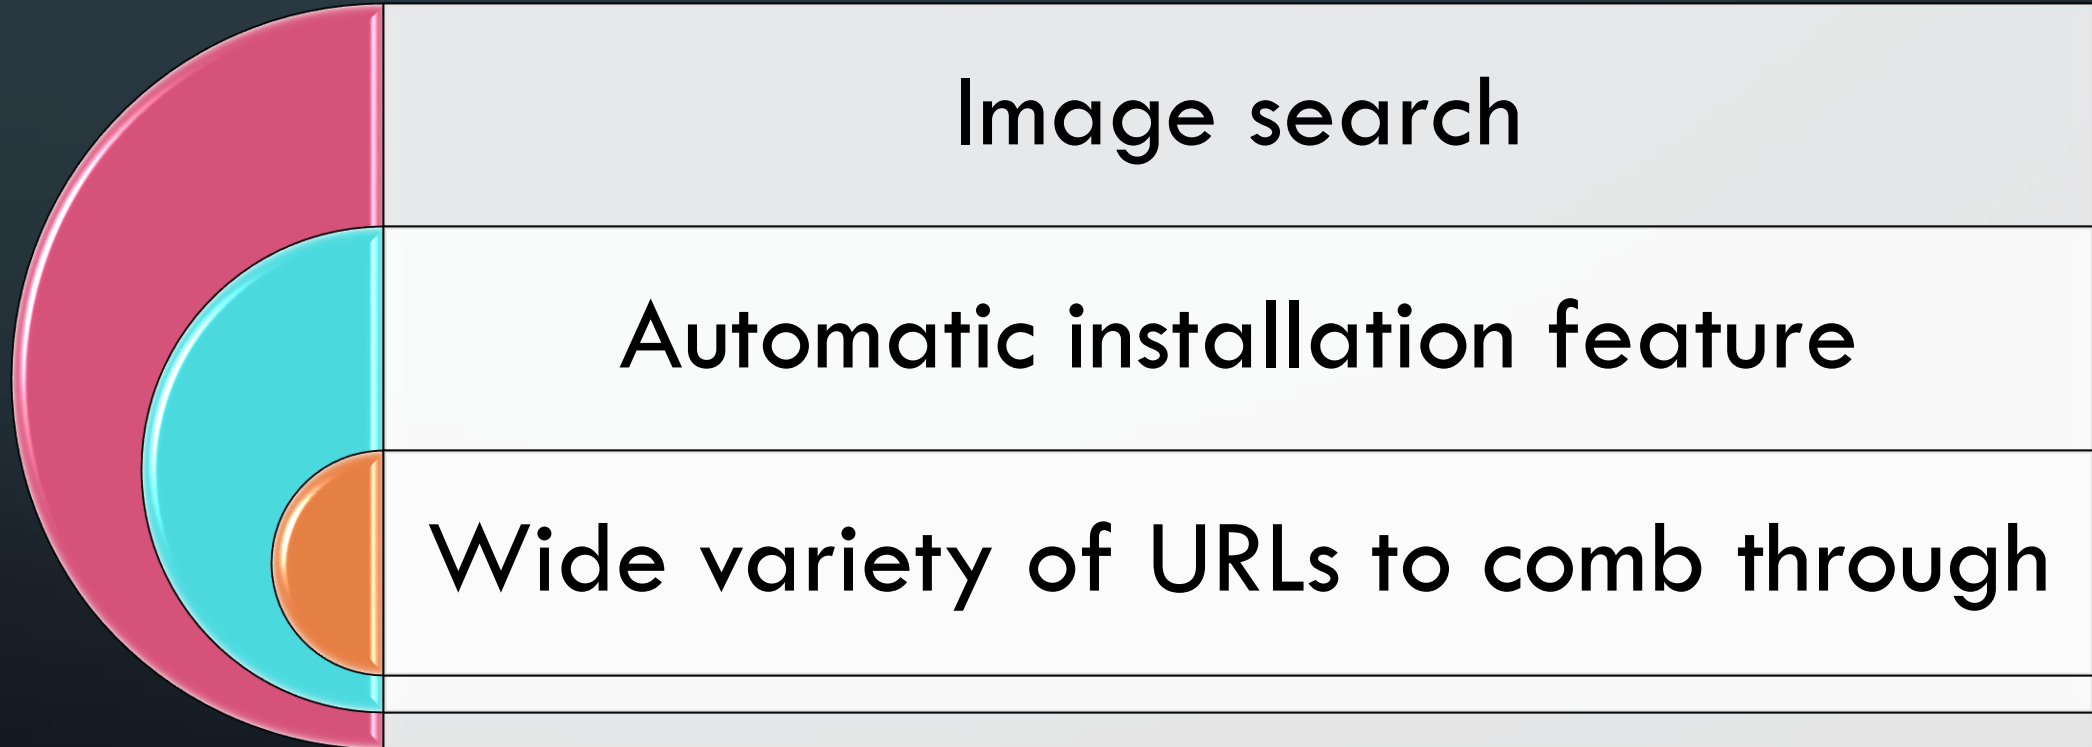 Image search
Automatic installation feature
Wide variety of URLs to comb through